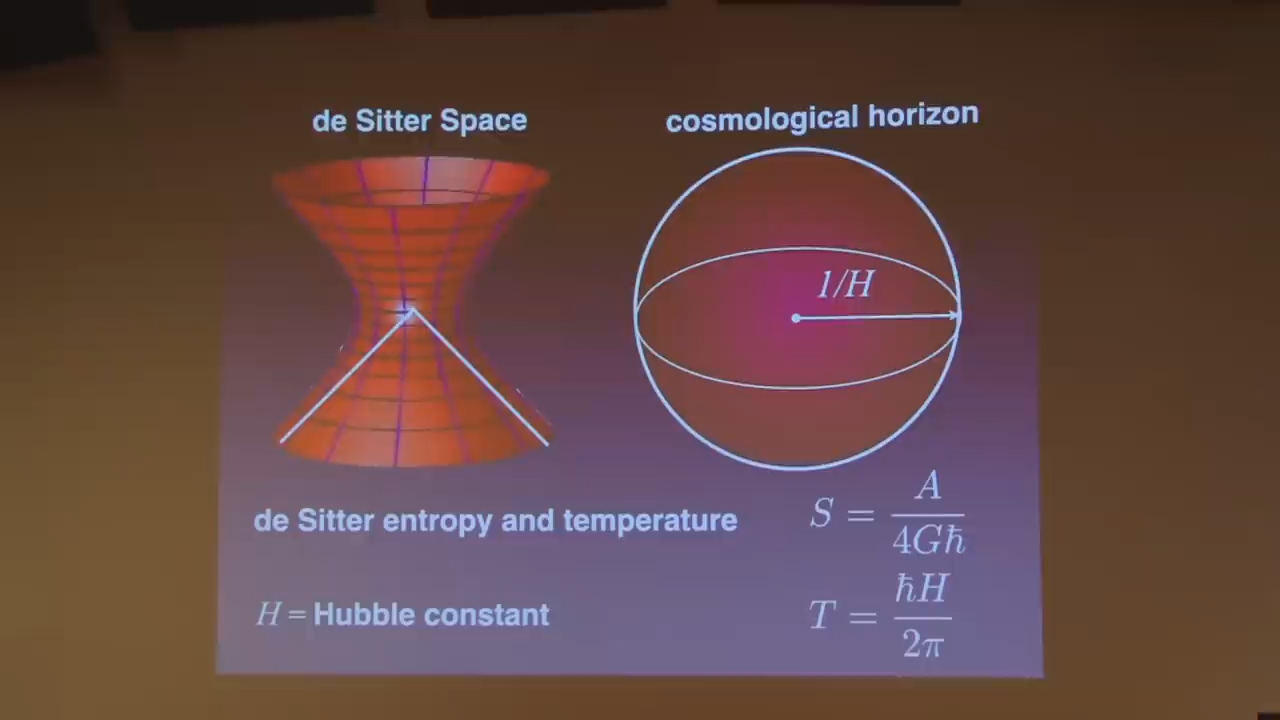 de Sitter Space
cosmological horizon
1/H
de Sitter entropy and temperature
S = A / 4Għ
H = Hubble constant
T = ħH / 2π